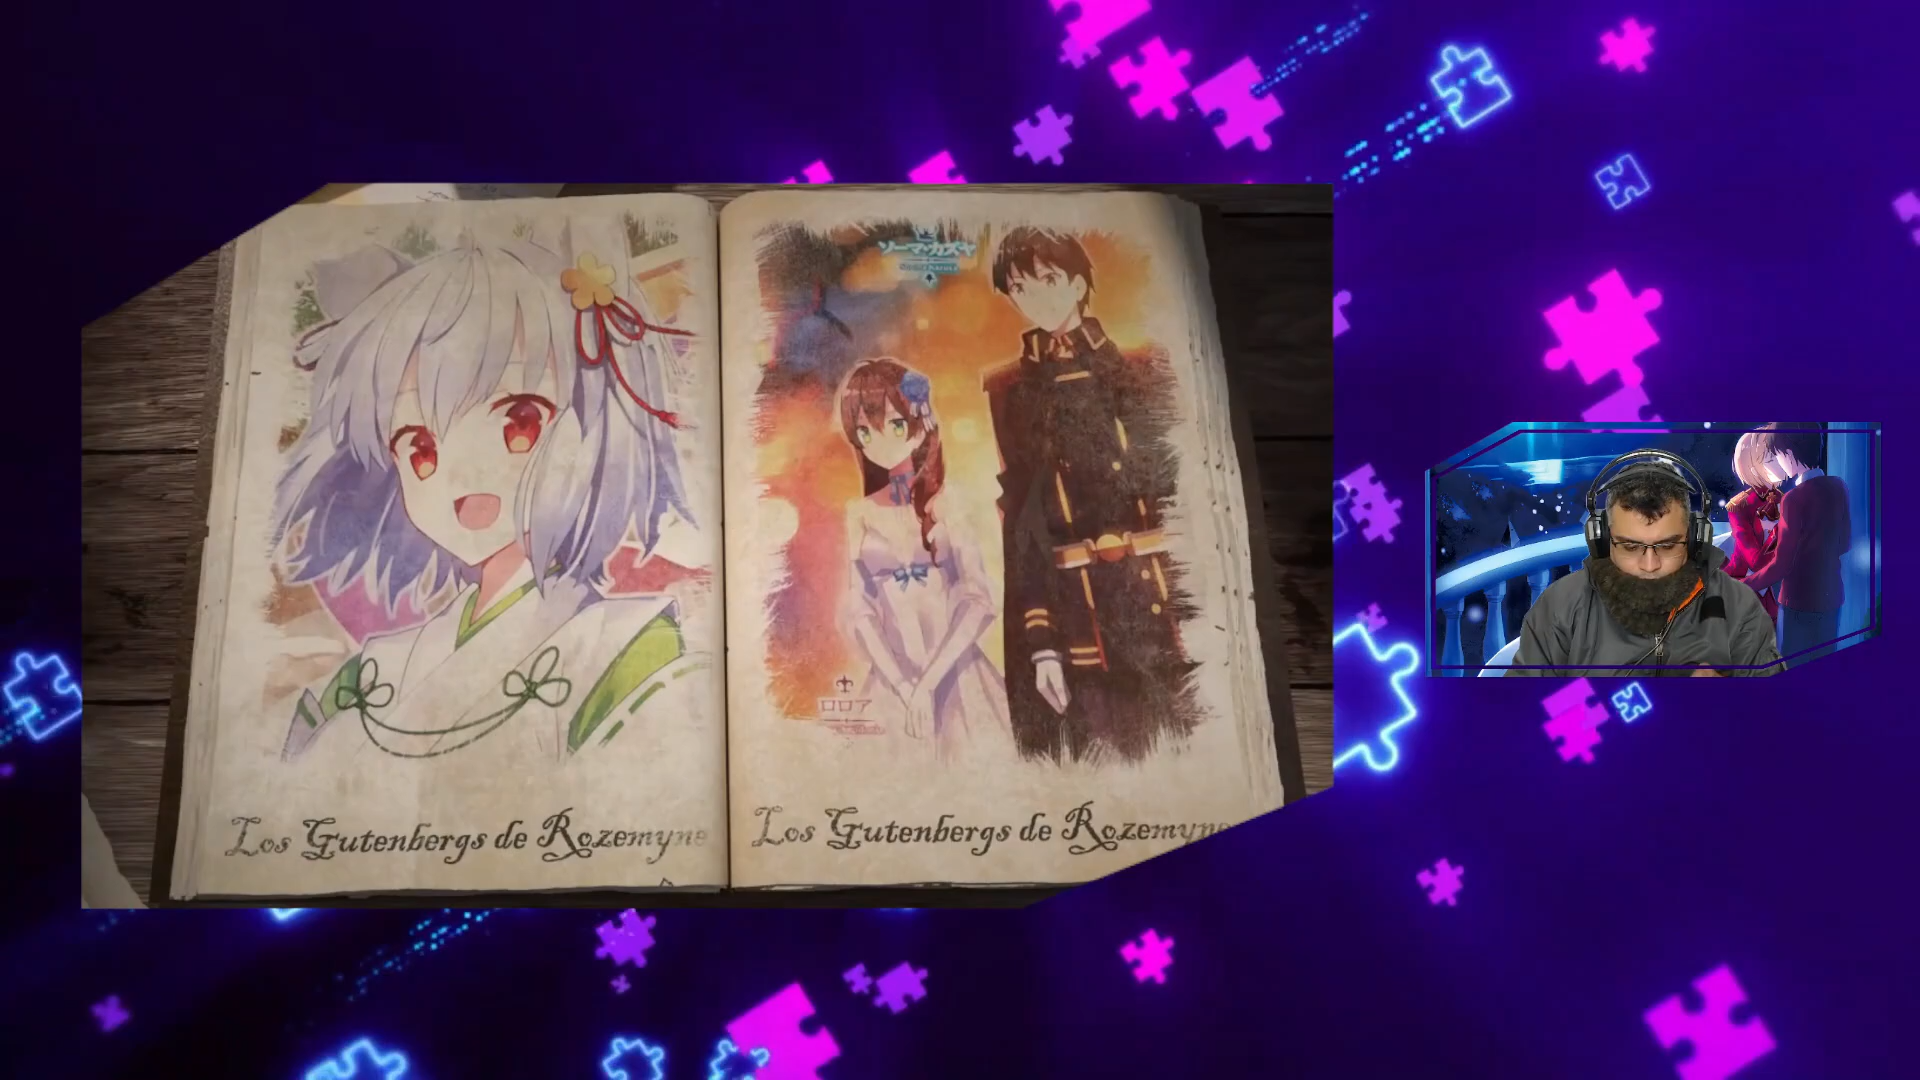 ソーマ・カズヤ
ロロア
Los Gutenbergs de Rozemyne
Los Gutenbergs de Rozemyne